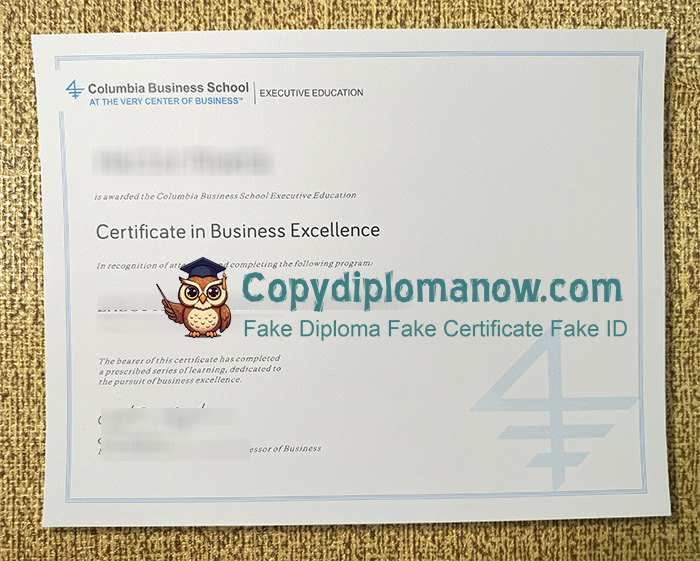 Columbia Business School
AT THE VERY CENTER OF BUSINESS™
EXECUTIVE EDUCATION
is awarded the Columbia Business School Executive Education
Certificate in Business Excellence
In recognition of and completing the following program:
Copydiplomanow.com
Fake Diploma Fake Certificate Fake ID
The bearer of this certificate has completed
a prescribed series of learning, dedicated to
the pursuit of business excellence.
of Business